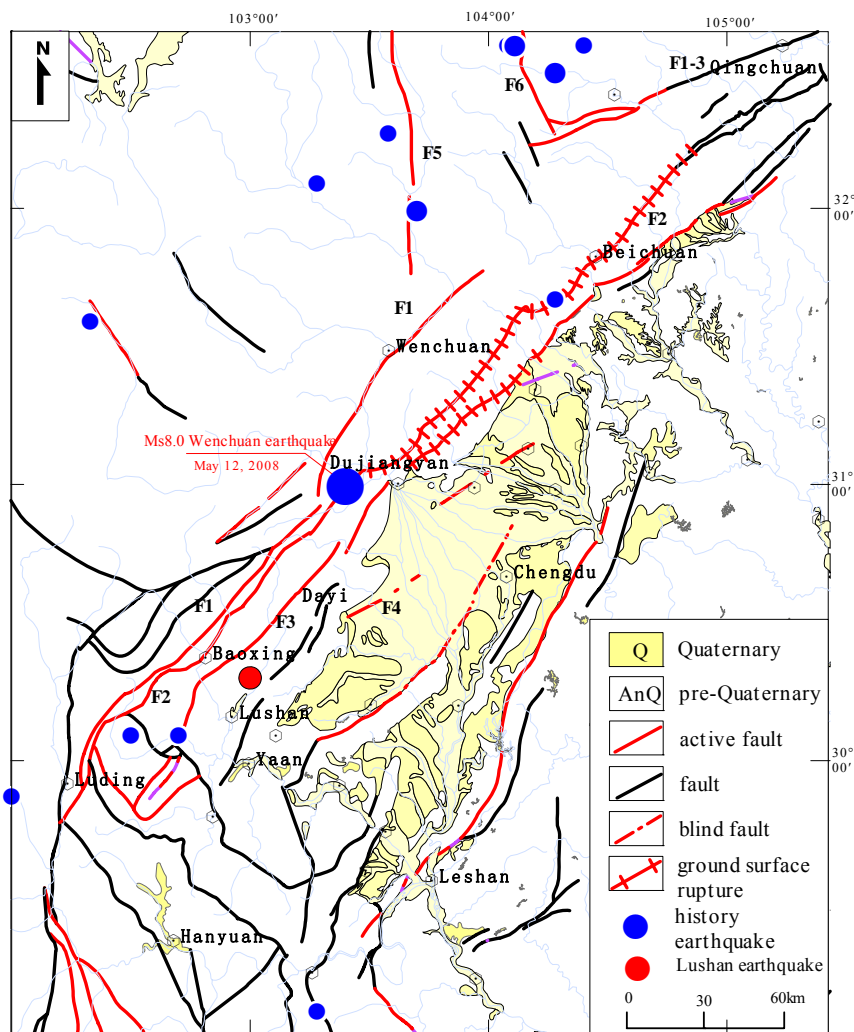 103°00′
104°00′
105°00′
N
F1-3
Qingchuan
F6
F5
32°
00′
F2
Beichuan
F1
Wenchuan
Ms8.0 Wenchuan earthquake
May 12, 2008
Dujiangyan
31°
00′
Chengdu
Dayi
F4
F1
F3
Baoxing
F2
Lushan
Yaan
30°
00′
Luding
Leshan
Hanyuan
Q
Quaternary
AnQ
pre-Quaternary
active fault
fault
blind fault
ground surface
rupture
history
earthquake
Lushan earthquake
0
30
60km